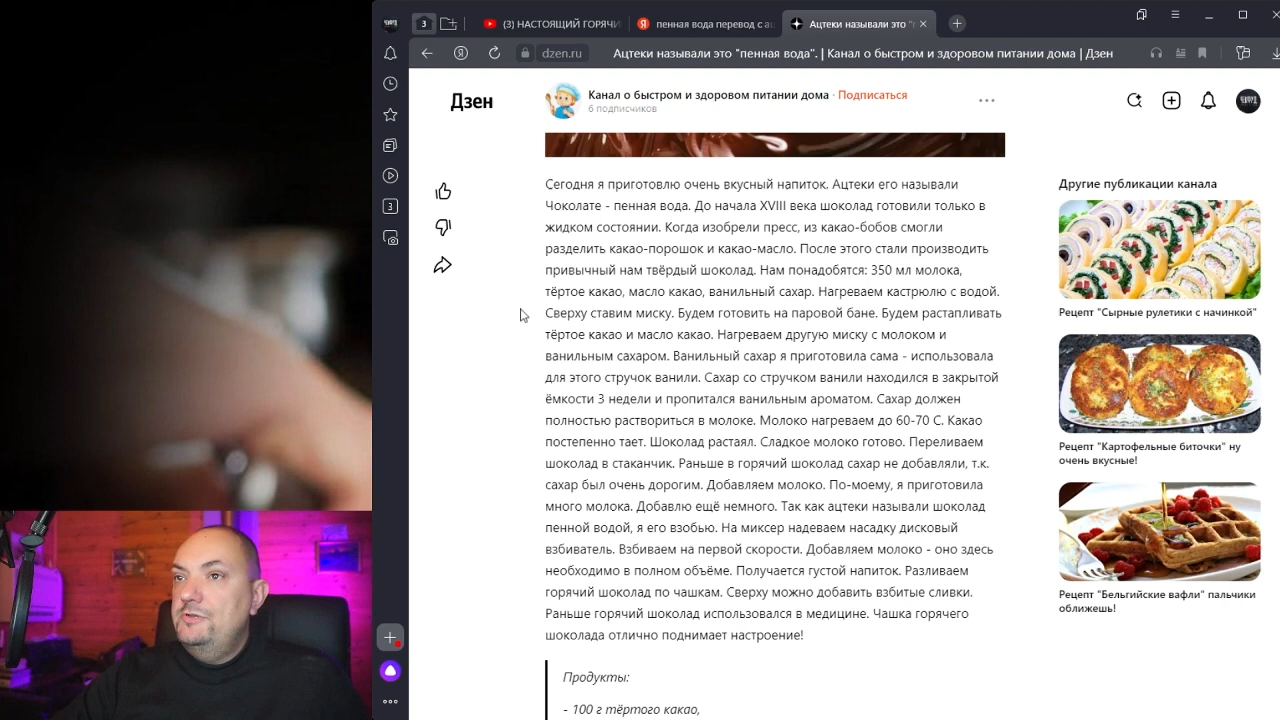 3
(3) НАСТОЯЩИЙ ГОРЯЧИ
пенная вода перевод с ац
Ацтеки называли это "п
dzen.ru
Ацтеки называли это "пенная вода". | Канал о быстром и здоровом питании дома | Дзен
3
Дзен
Канал о быстром и здоровом питании дома · Подписаться
6 подписчиков
Сегодня я приготовлю очень вкусный напиток. Ацтеки его называли
Чоколате - пенная вода. До начала XVIII века шоколад готовили только в
жидком состоянии. Когда изобрели пресс, из какао-бобов смогли
разделить какао-порошок и какао-масло. После этого стали производить
привычный нам твёрдый шоколад. Нам понадобятся: 350 мл молока,
тёртое какао, масло какао, ванильный сахар. Нагреваем кастрюлю с водой.
Сверху ставим миску. Будем готовить на паровой бане. Будем растапливать
тёртое какао и масло какао. Нагреваем другую миску с молоком и
ванильным сахаром. Ванильный сахар я приготовила сама - использовала
для этого стручок ванили. Сахар со стручком ванили находился в закрытой
ёмкости 3 недели и пропитался ванильным ароматом. Сахар должен
полностью раствориться в молоке. Молоко нагреваем до 60-70 С. Какао
постепенно тает. Шоколад растаял. Сладкое молоко готово. Переливаем
шоколад в стаканчик. Раньше в горячий шоколад сахар не добавляли, т.к.
сахар был очень дорогим. Добавляем молоко. По-моему, я приготовила
много молока. Добавлю ещё немного. Так как ацтеки называли шоколад
пенной водой, я его взобью. На миксер надеваем насадку дисковый
взбиватель. Взбиваем на первой скорости. Добавляем молоко - оно здесь
необходимо в полном объёме. Получается густой напиток. Разливаем
горячий шоколад по чашкам. Сверху можно добавить взбитые сливки.
Раньше горячий шоколад использовался в медицине. Чашка горячего
шоколада отлично поднимает настроение!
Продукты:
- 100 г тёртого какао,
Другие публикации канала
Рецепт "Сырные рулетики с начинкой"
Рецепт "Картофельные биточки" ну
очень вкусные!
Рецепт "Бельгийские вафли" пальчики
оближешь!